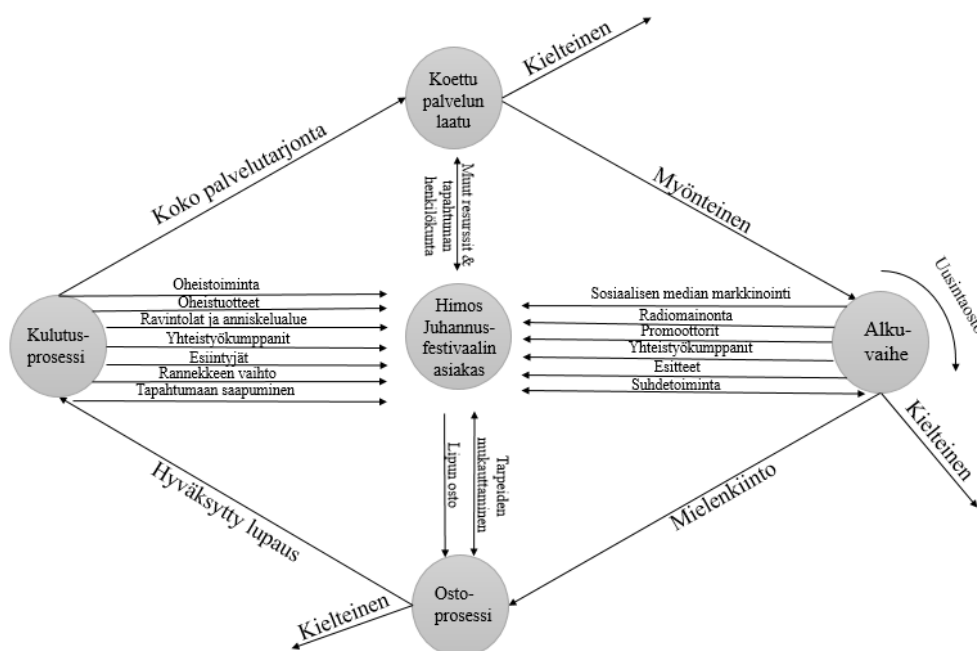 Kielteinen
Koettu
palvelun
laatu
Koko palvelutarjonta
Myönteinen
Muut resurssit &
tapahtuman
henkilökunta
Uusintaosto
Oheistoiminta
Oheistuotteet
Ravintolat ja anniskelualue
Yhteistyökumppanit
Esiintyjät
Rannekkeen vaihto
Tapahtumaan saapuminen
Kulutus-
prosessi
Himos
Juhannus-
festivaalin
asiakas
Sosiaalisen median markkinointi
Radiomainonta
Promoottorit
Yhteistyökumppanit
Esitteet
Suhdetoiminta
Alku-
vaihe
Kielteinen
Hyväksytty lupaus
Lipun osto
Tarpeiden
mukauttaminen
Mielenkiinto
Kielteinen
Osto-
prosessi